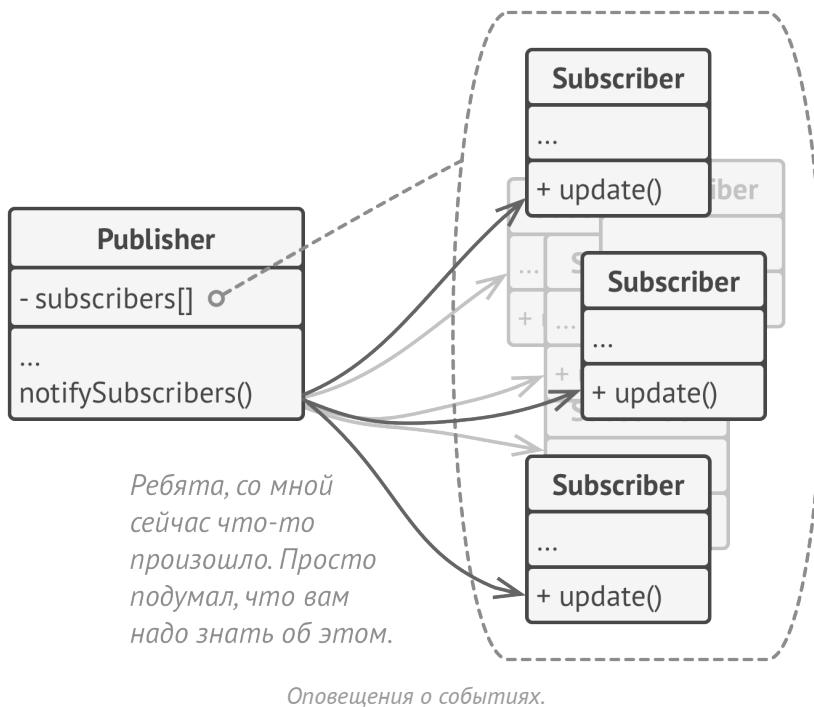 Publisher
- subscribers[]
...
notifySubscribers()
Subscriber
...
+ update()
iber
...
+
S
...
+
Subscriber
...
+ update()
S
Subscriber
...
+ update()
Ребята, со мной
сейчас что-то
произошло. Просто
подумал, что вам
надо знать об этом.
Оповещения о событиях.